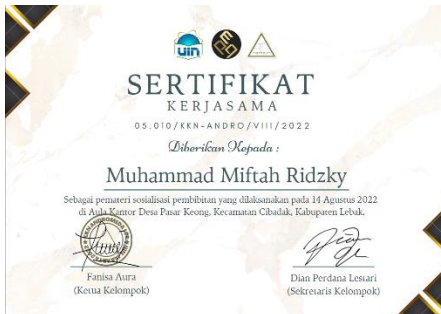 uin
SERTIFIKAT
KERJASAMA
05.010/KKN-ANDRO/VIII/2022
Diberikan Kepada :
Muhammad Miftah Ridzky
Sebagai pemateri sosialisasi pembibitan yang dilaksanakan pada 14 Agustus 2022
di Aula Kantor Desa Pasar Keong, Kecamatan Cibadak, Kabupaten Lebak.
Fanisa Aura
(Ketua Kelompok)
Dian Perdana Lestari
(Sekretaris Kelompok)